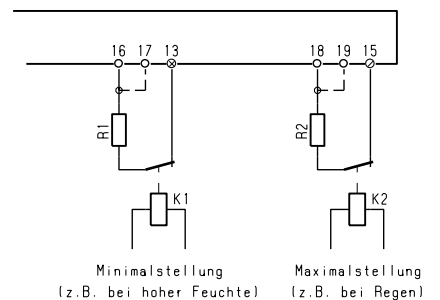 16 17 13 18 19 15
R1 R2
K1 K2
Minimalstellung Maximalstellung
(z.B. bei hoher Feuchte) (z.B. bei Regen)